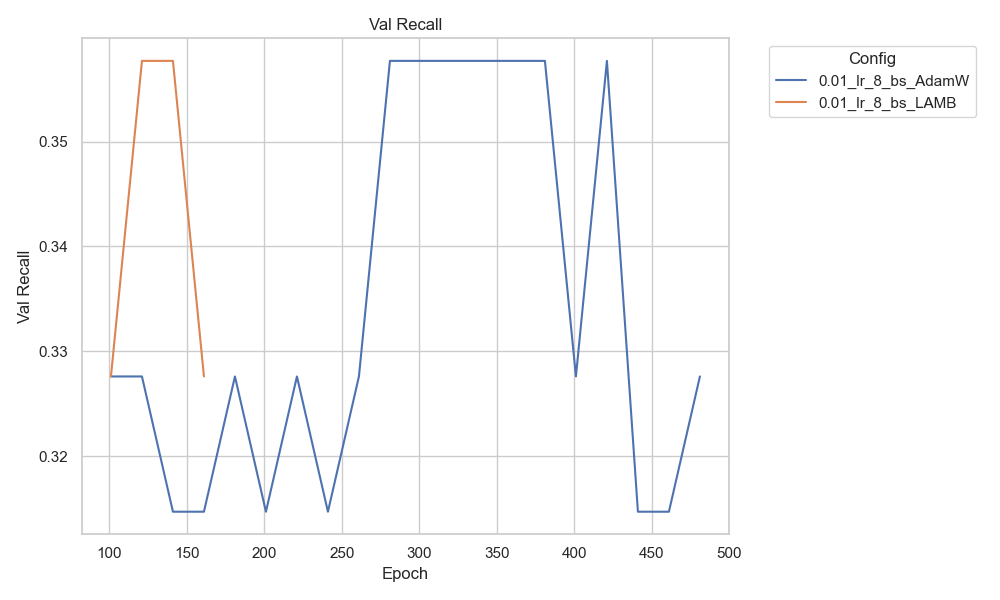 Val Recall
Config
0.01_lr_8_bs_AdamW
0.01_lr_8_bs_LAMB
Val Recall
0.35
0.34
0.33
0.32
100 150 200 250 300 350 400 450 500
Epoch